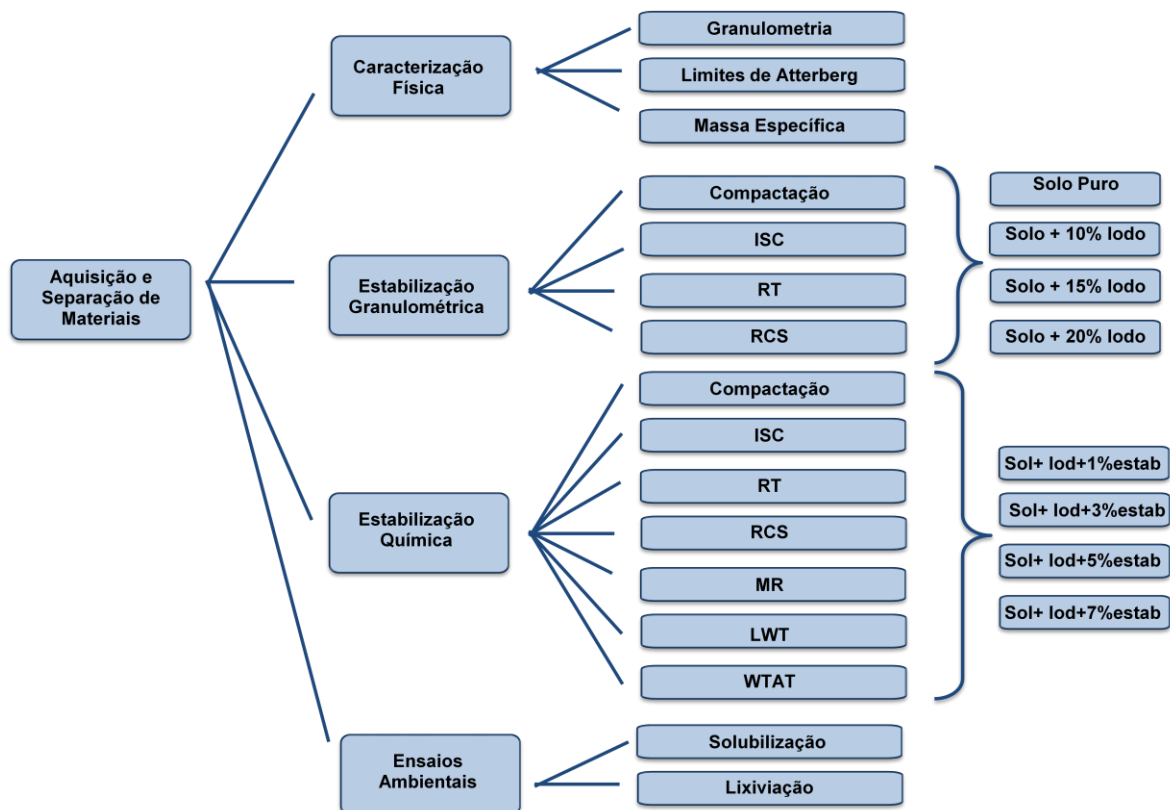 Aquisição e
Separação de
Materiais
Caracterização
Física
Granulometria
Limites de Atterberg
Massa Específica
Estabilização
Granulométrica
Compactação
ISC
RT
RCS
Solo Puro
Solo + 10% lodo
Solo + 15% lodo
Solo + 20% lodo
Estabilização
Química
Compactação
ISC
RT
RCS
MR
LWT
WTAT
Sol+ lod+1%estab
Sol+ lod+3%estab
Sol+ lod+5%estab
Sol+ lod+7%estab
Ensaios
Ambientais
Solubilização
Lixiviação